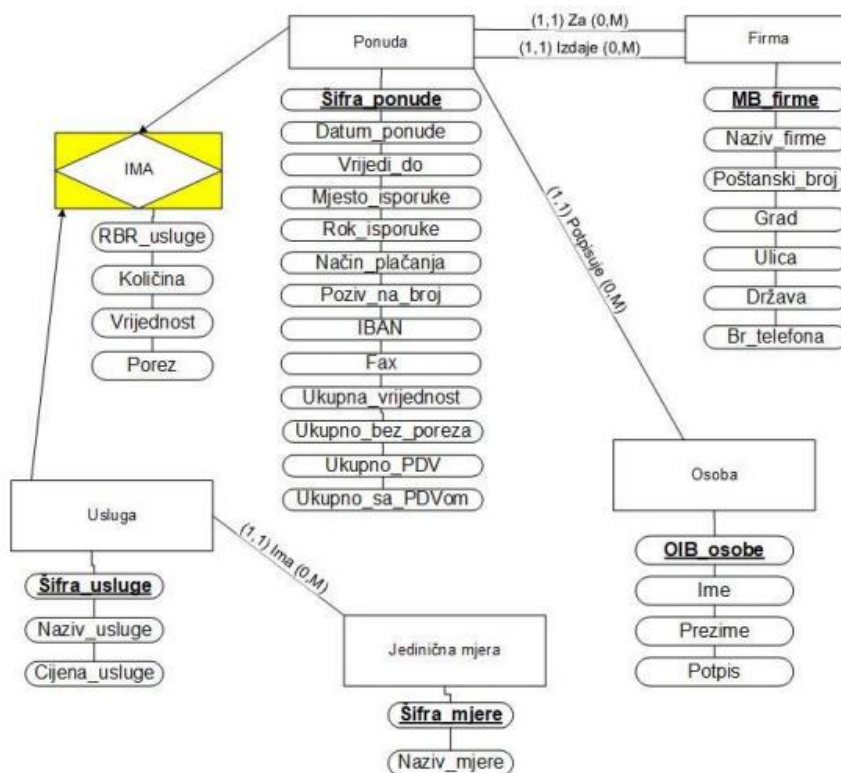 Ponuda
(1,1) Za (0,M)
(1,1) Izdaje (0,M)
Firma
Šifra_ponude
Datum_ponude
Vrijedi_do
Mjesto_isporuke
Rok_isporuke
Način_plačanja
Poziv_na_broj
IBAN
Fax
Ukupna_vrijednost
Ukupno_bez_poreza
Ukupno_PDV
Ukupno_sa_PDVom
MB_firme
Naziv_firme
Poštanski_broj
Grad
Ulica
Država
Br_telefona
IMA
RBR_usluge
Količina
Vrijednost
Porez
(1,1) Potpisuje (0,M)
Osoba
OIB_osobe
Ime
Prezime
Potpis
Usluga
Šifra_usluge
Naziv_usluge
Cijena_usluge
(1,1) Ima (0,M)
Jedinična mjera
Šifra_mjere
Naziv_mjere